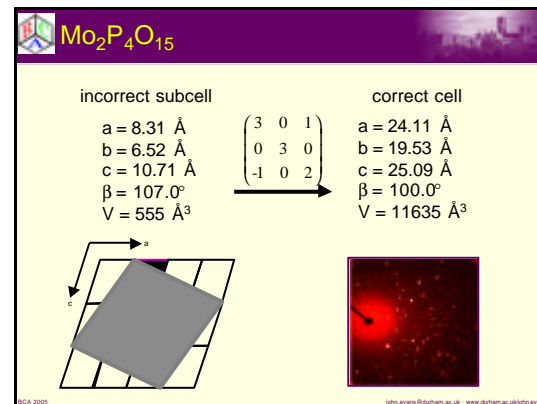 Mo2P4O15
incorrect subcell
a = 8.31 Å
b = 6.52 Å
c = 10.71 Å
β = 107.0°
V = 555 Å3
3 0 1
0 3 0
-1 0 2
correct cell
a = 24.11 Å
b = 19.53 Å
c = 25.09 Å
β = 100.0°
V = 11635 Å3
a
c
BCA 2005
john.evans@durham.ac.uk www.durham.ac.uk/john.ev